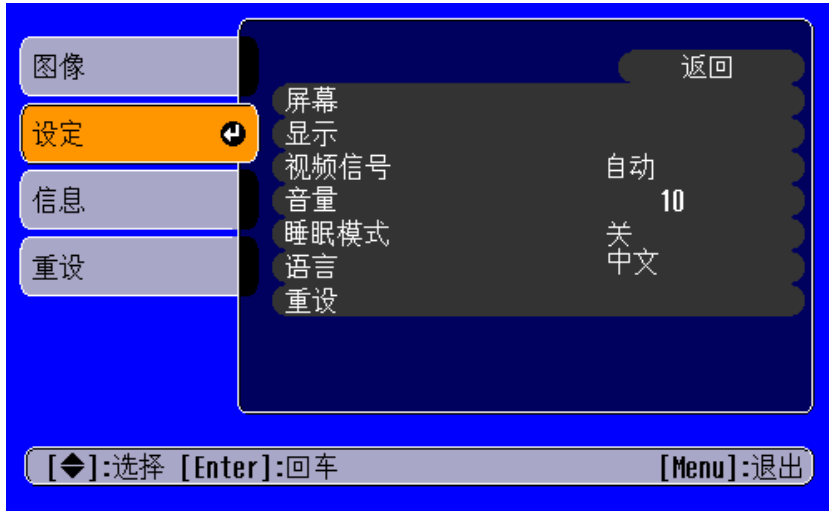 图像
设定
信息
重设
返回
屏幕
显示
视频信号 自动
音量 10
睡眠模式 关
语言 中文
重设
[◆]:选择 [Enter]:回车 [Menu]:退出